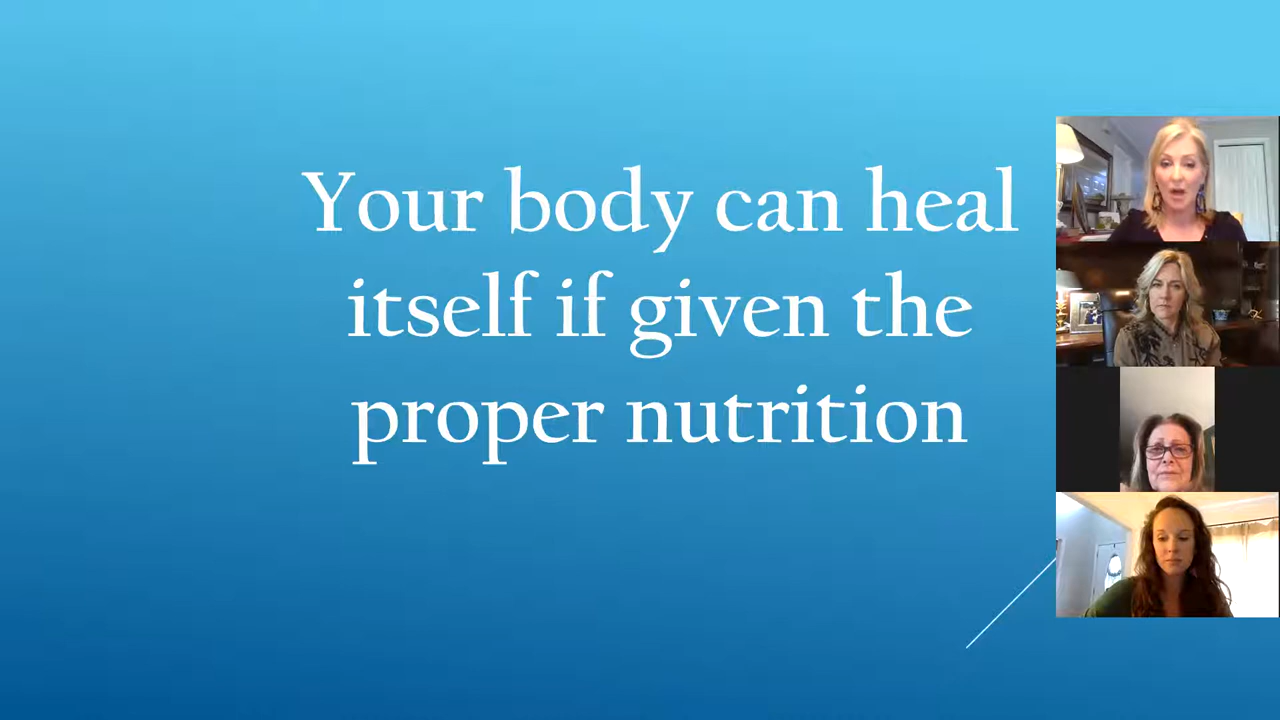 Your body can heal
itself if given the
proper nutrition